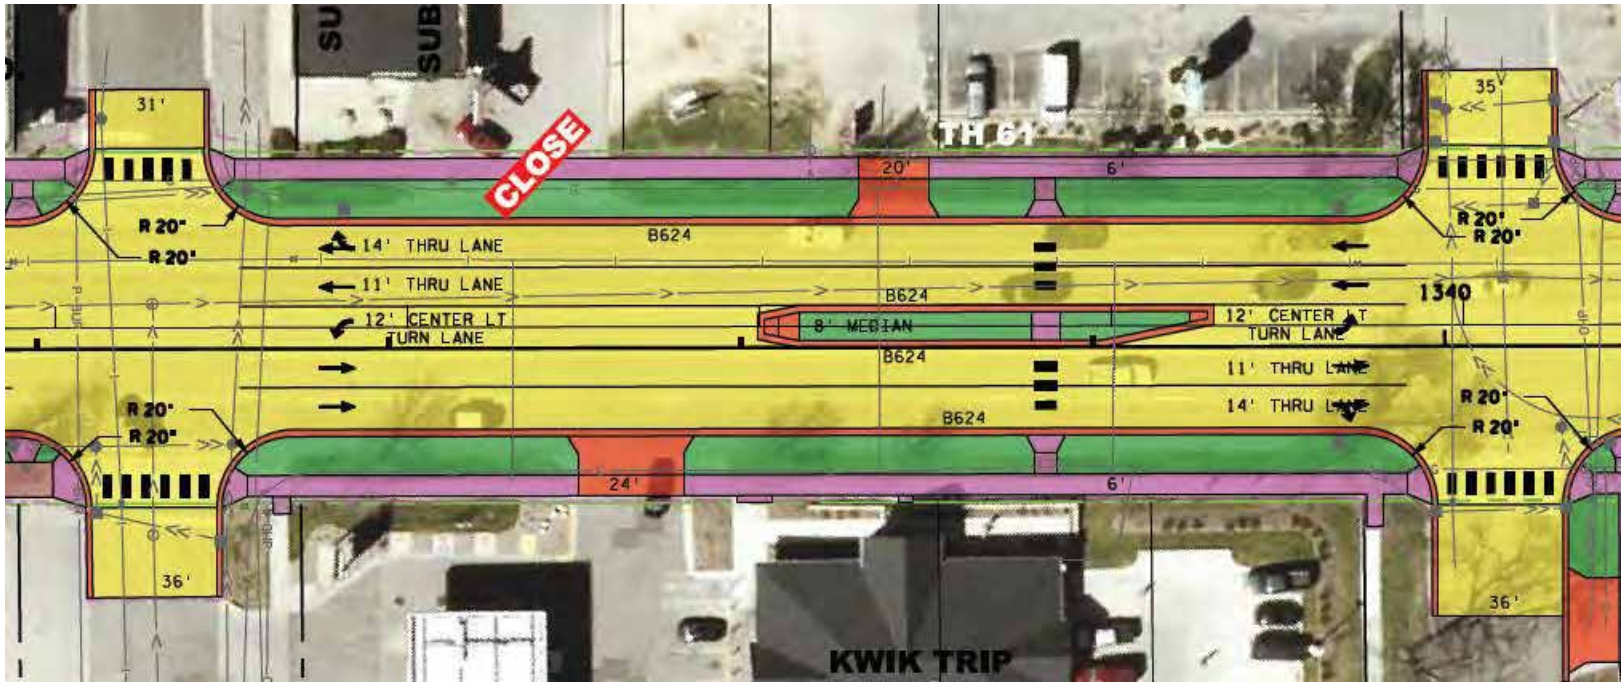 SU
SUB
31'
35'
CLOSE
TH 61
20'
6'
R 20'
R 20'
R 20'
R 20'
B624
14' THRU LANE
11' THRU LANE
B624
1340
12' CENTER LT
TURN LANE
8' MEDIAN
12' CENTER LT
TURN LANE
B624
11' THRU LANE
14' THRU LANE
B624
R 20'
R 20'
R 20'
R 20'
24'
6'
36'
36'
KWIK TRIP